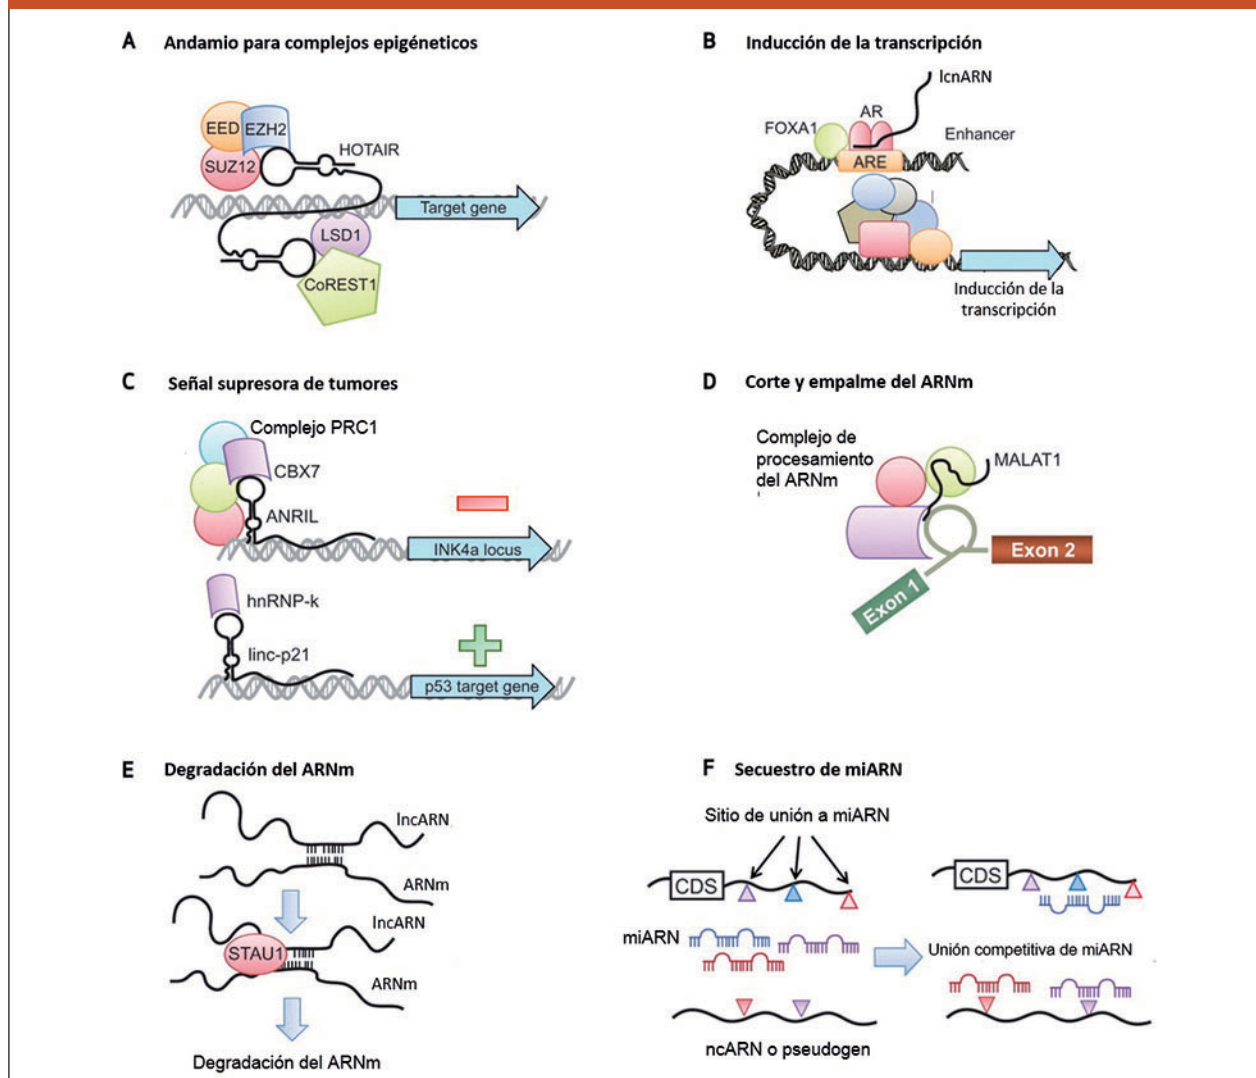 A Andamio para complejos epigéneticos
EED
EZH2
SUZ12
HOTAIR
Target gene
LSD1
CoREST1
B Inducción de la transcripción
lcnARN
AR
FOXA1
Enhancer
ARE
Inducción de la
transcripción
C Señal supresora de tumores
Complejo PRC1
CBX7
ANRIL
INK4a locus
hnRNP-k
linc-p21
p53 target gene
D Corte y empalme del ARNm
Complejo de
procesamiento
del ARNm
MALAT1
Exon 2
Exon 1
E Degradación del ARNm
lncARN
ARNm
lncARN
STAU1
ARNm
Degradación del ARNm
F Secuestro de miARN
Sitio de unión a miARN
CDS
CDS
miARN
Unión competitiva de miARN
ncARN o pseudogen